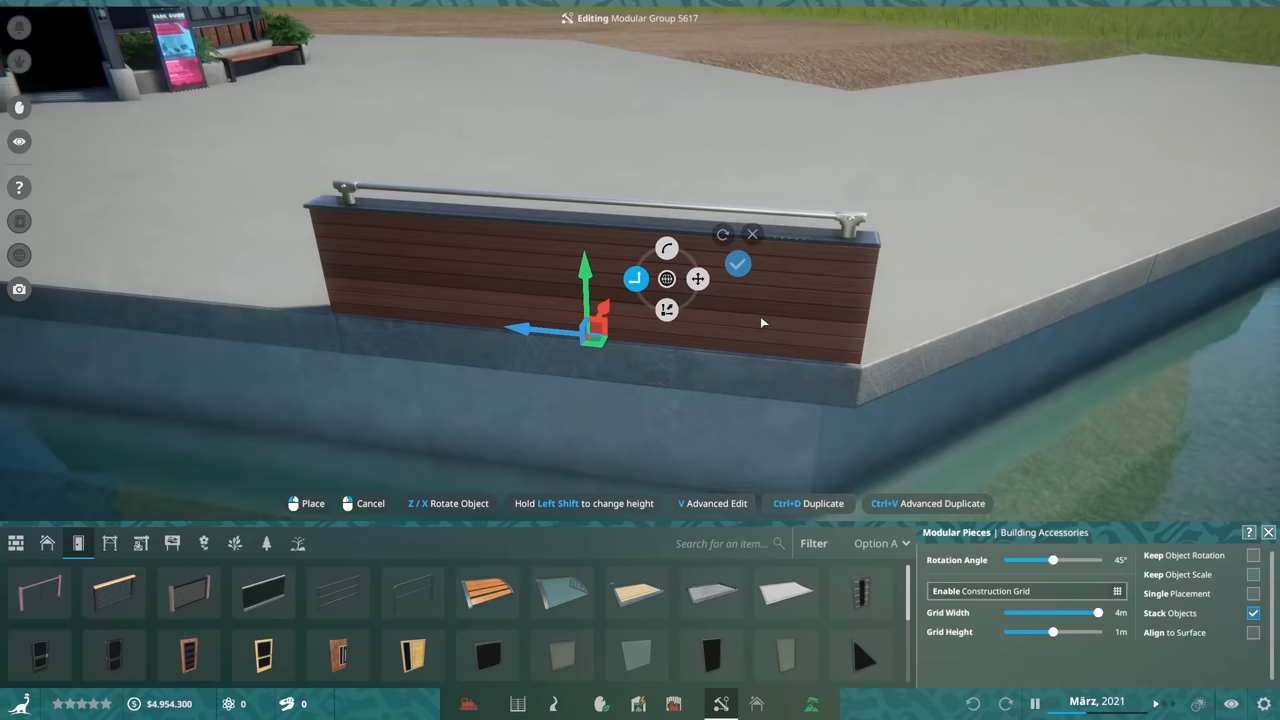 Editing Modular Group 5617
PARK GUIDE
Place
Cancel
Z / X Rotate Object
Hold Left Shift to change height
V Advanced Edit
Ctrl+D Duplicate
Ctrl+V Advanced Duplicate
Search for an item...
Filter
Option A
Modular Pieces | Building Accessories
?
Rotation Angle
45°
Enable Construction Grid
Grid Width
4m
Grid Height
1m
Keep Object Rotation
Keep Object Scale
Single Placement
Stack Objects
Align to Surface
?
$4.954.300
0
0
März, 2021